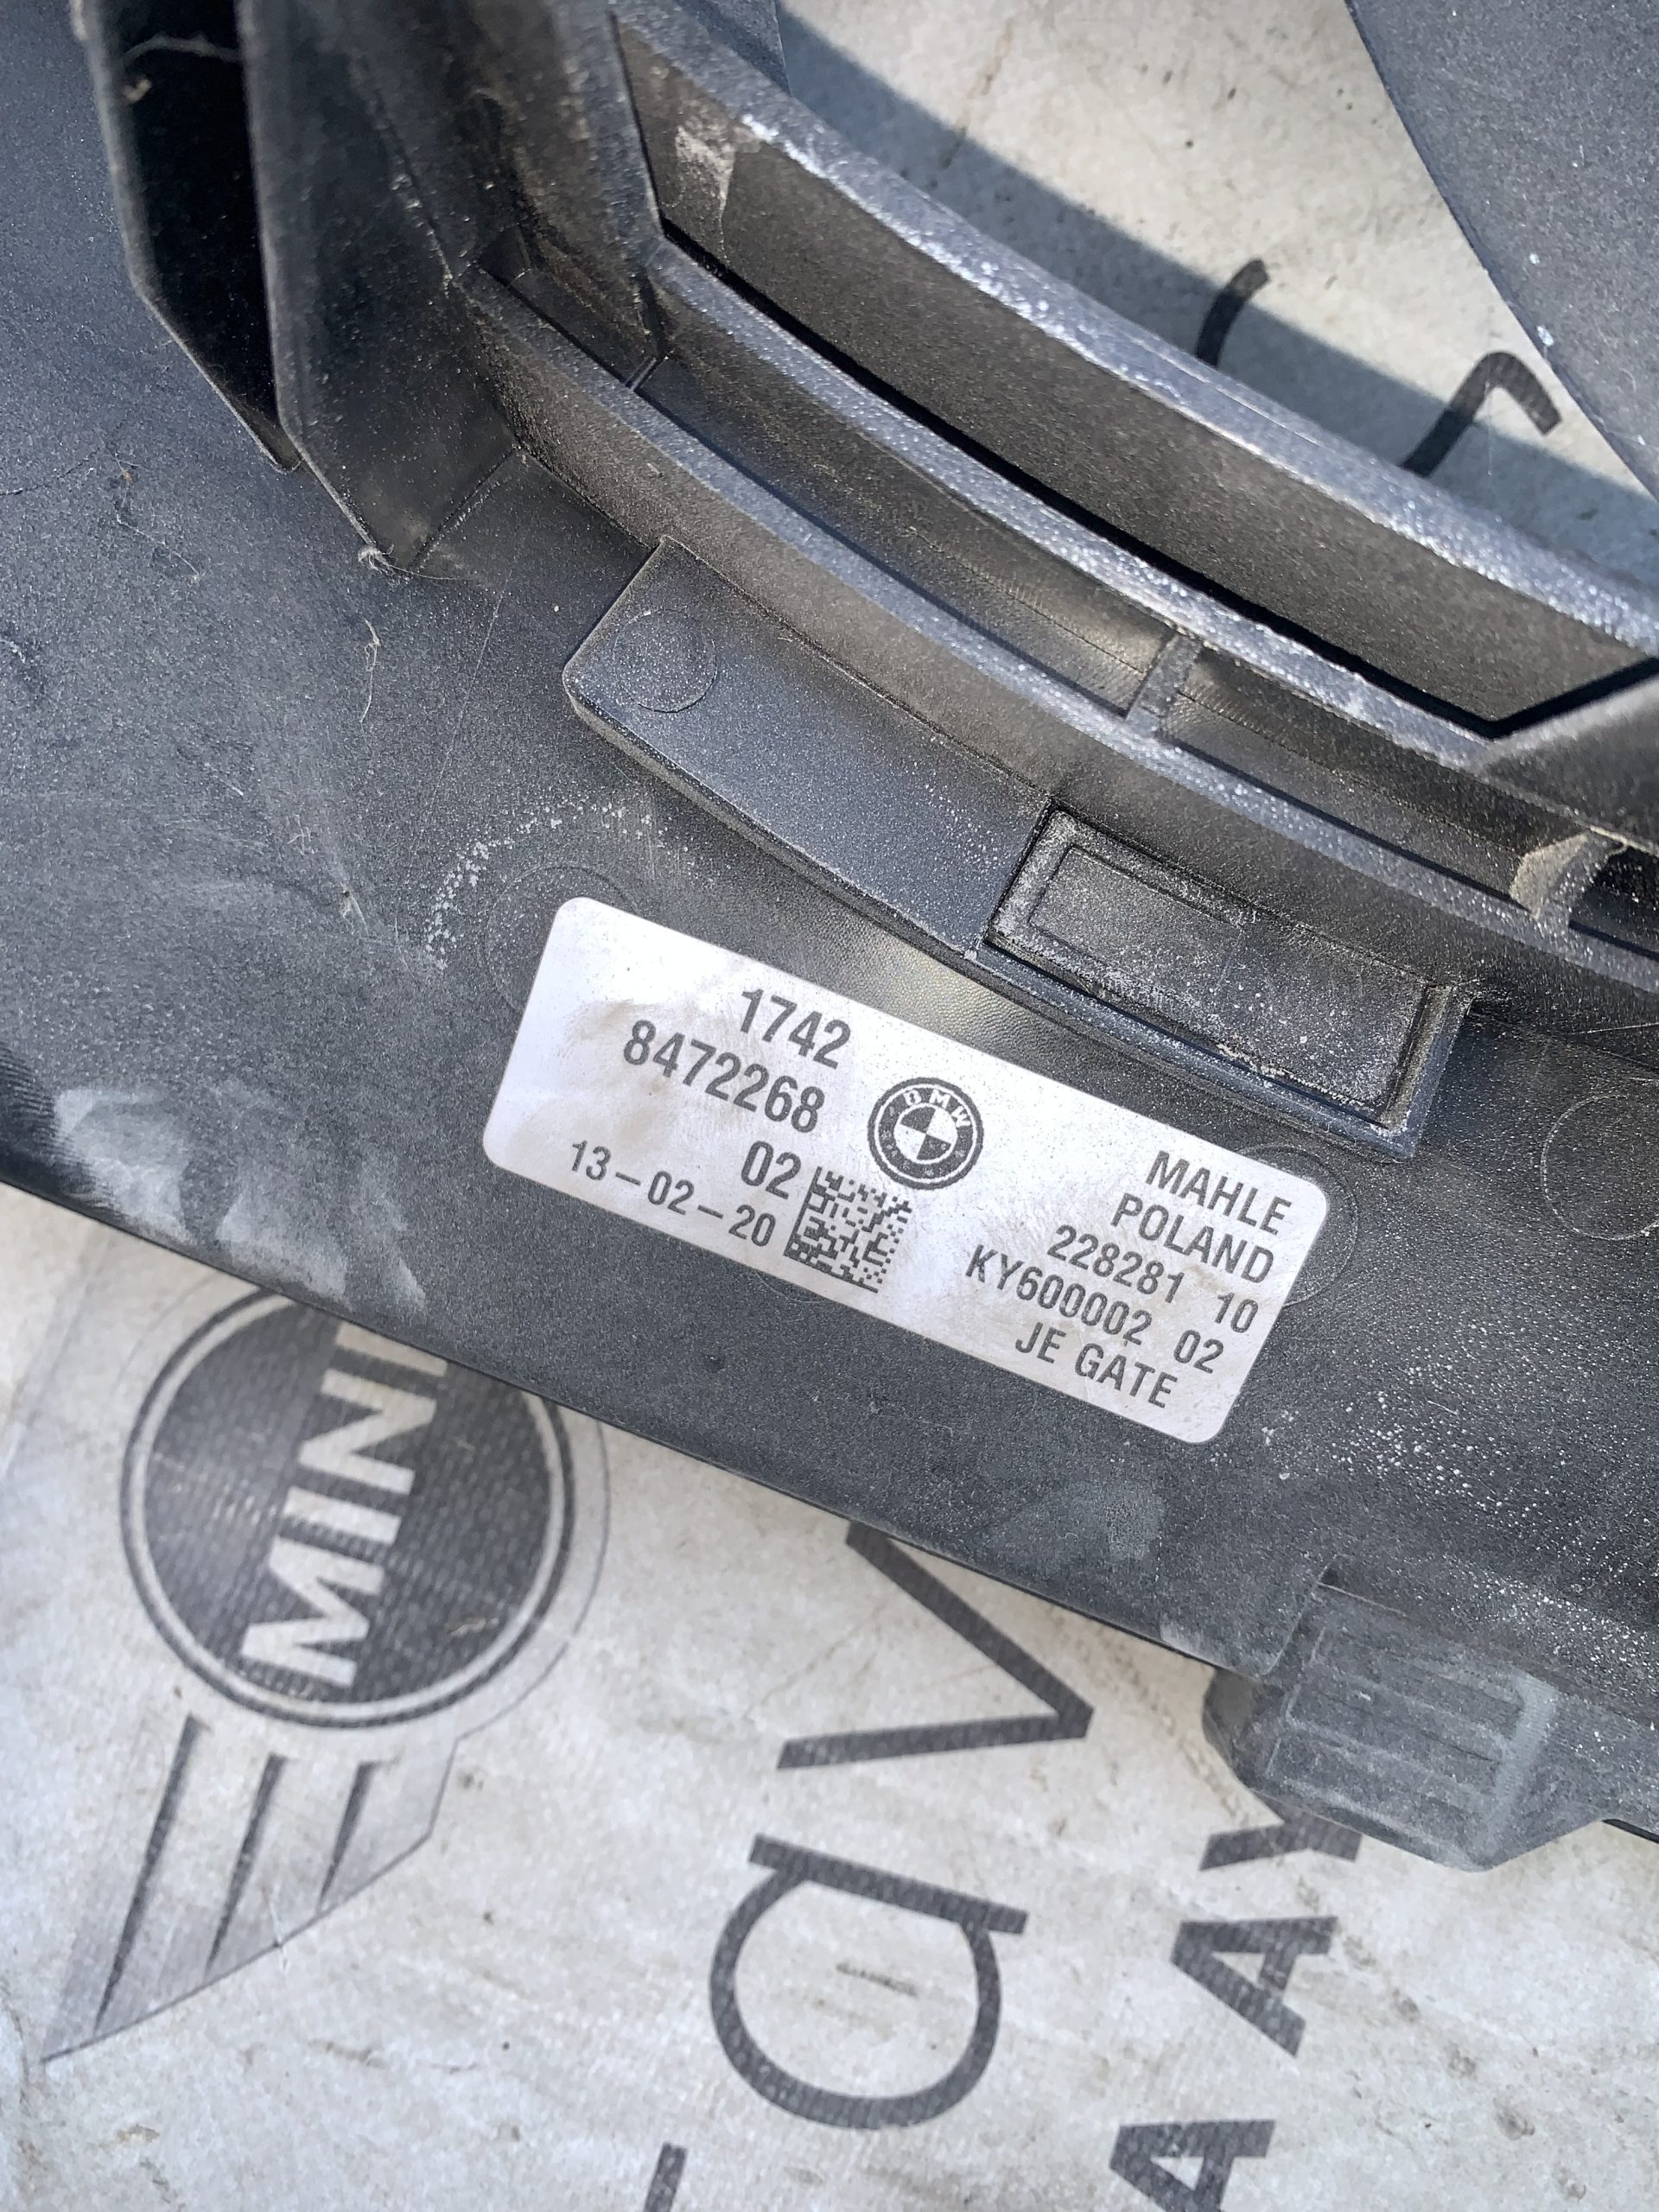 1742
8472268
02
13-02-20
BMW
MAHLE
POLAND
228281 10
KY600002 02
JE GATE
MINI